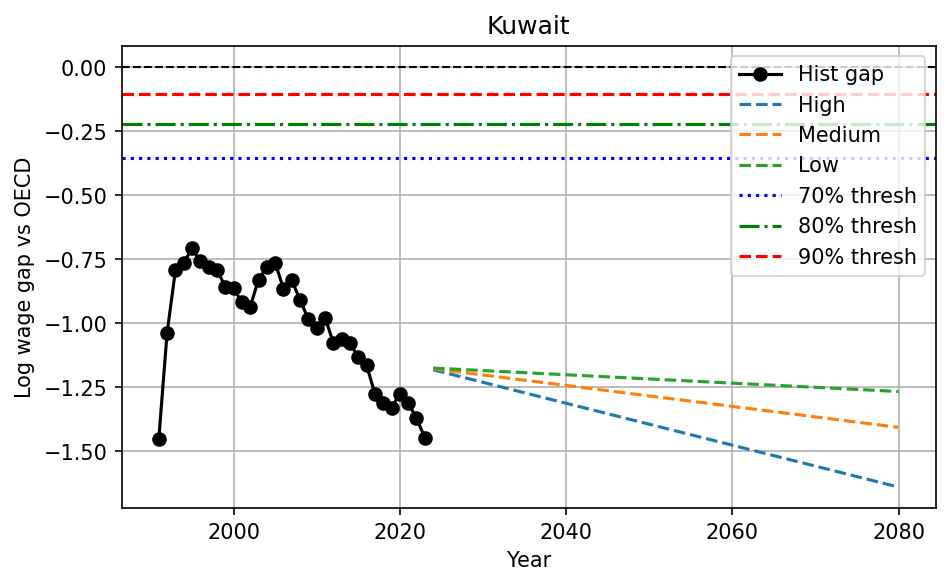 Kuwait
Log wage gap vs OECD
0.00
−0.25
−0.50
−0.75
−1.00
−1.25
−1.50
Hist gap
High
Medium
Low
70% thresh
80% thresh
90% thresh
2000
2020
2040
2060
2080
Year